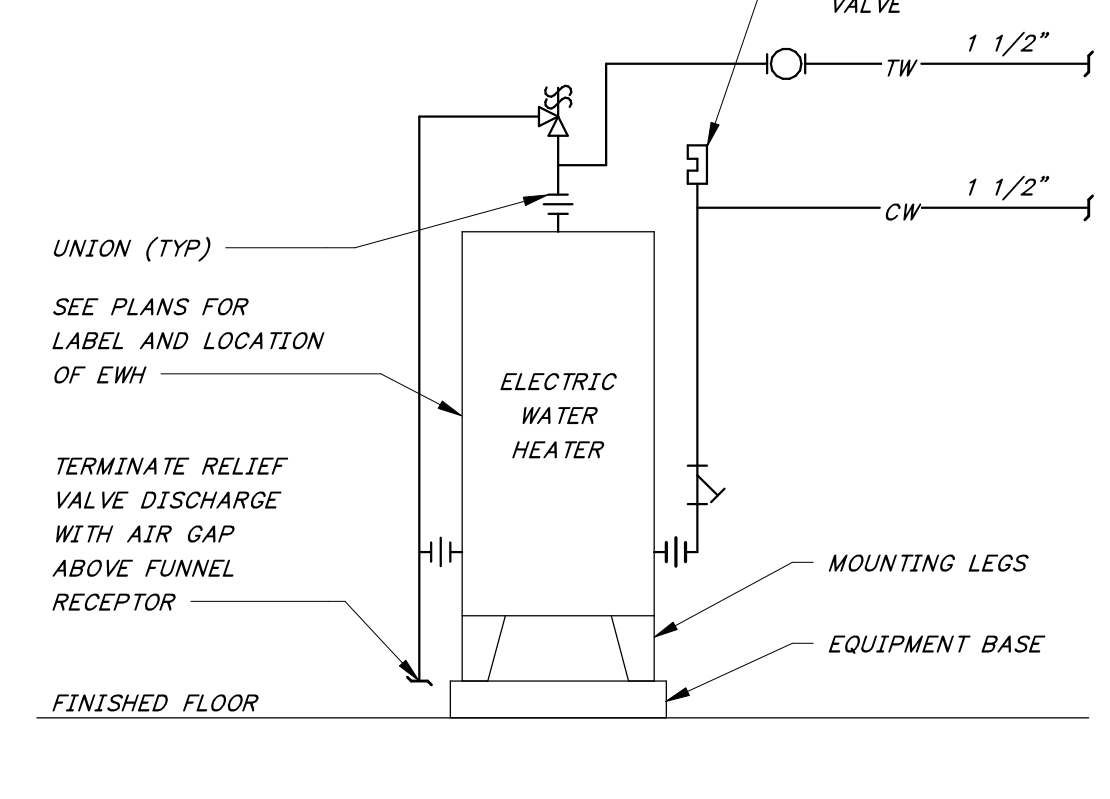 VALVE
1 1/2"
TW
1 1/2"
CW
UNION (TYP)
SEE PLANS FOR
LABEL AND LOCATION
OF EWH
ELECTRIC
WATER
HEATER
TERMINATE RELIEF
VALVE DISCHARGE
WITH AIR GAP
ABOVE FUNNEL
RECEPTOR
MOUNTING LEGS
EQUIPMENT BASE
FINISHED FLOOR